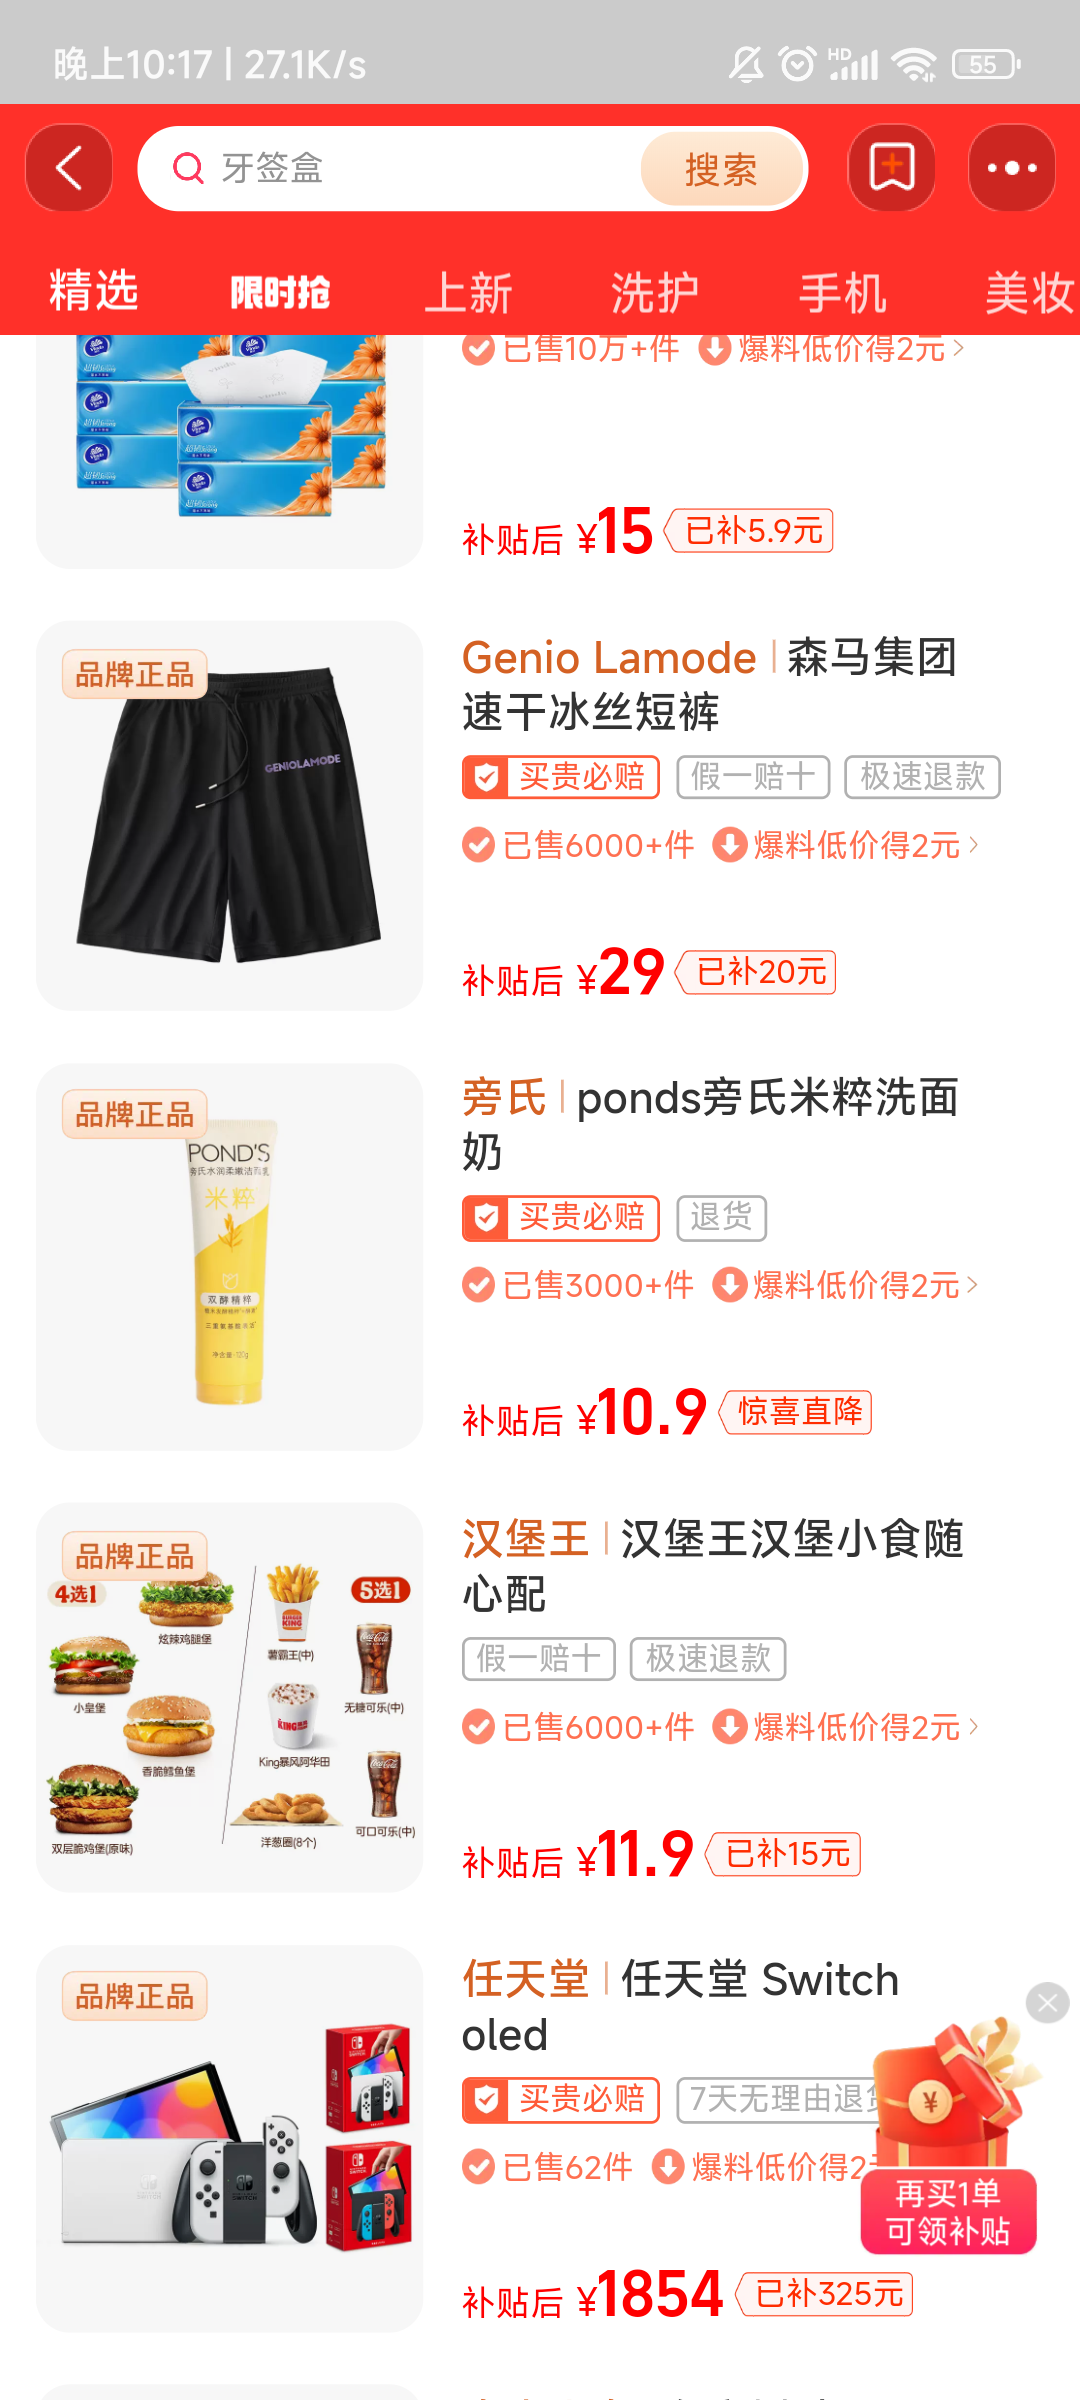 晚上10:17 | 27.1K/s
HD
55
牙签盒
搜索
精选
限时抢
上新
洗护
手机
美妆
已售10万+件
爆料低价得2元
补贴后 ¥15
已补5.9元
品牌正品
GENIOLAMODE
Genio Lamode 森马集团
速干冰丝短裤
买贵必赔
假一赔十
极速退款
已售6000+件
爆料低价得2元
补贴后 ¥29
已补20元
品牌正品
POND'S
旁氏水润柔嫩洁面乳
米粹
双酵精粹
旁氏 ponds旁氏米粹洗面
奶
买贵必赔
退货
已售3000+件
爆料低价得2元
补贴后 ¥10.9
惊喜直降
品牌正品
4选1
5选1
炫辣鸡腿堡
小皇堡
香脆鳕鱼堡
双层脆鸡堡(原味)
薯霸王(中)
无糖可乐(中)
King暴风阿华田
洋葱圈(8个)
可口可乐(中)
汉堡王 汉堡王汉堡小食随
心配
假一赔十
极速退款
已售6000+件
爆料低价得2元
补贴后 ¥11.9
已补15元
品牌正品
任天堂 任天堂 Switch
oled
买贵必赔
7天无理由退
已售62件
爆料低价得2
补贴后 ¥1854
已补325元
¥
再买1单
可领补贴